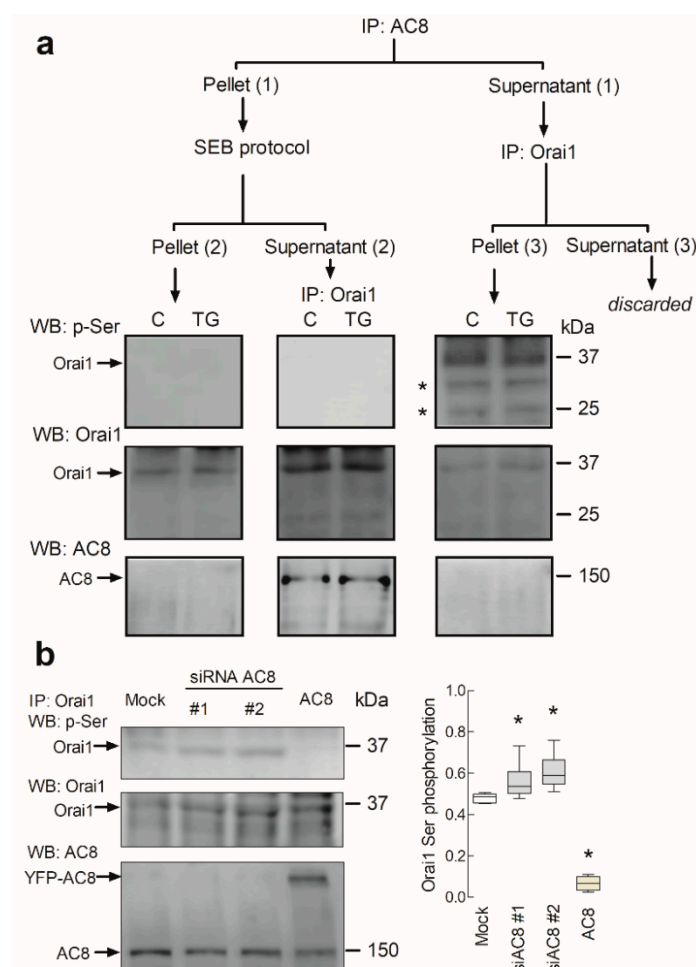 a
IP: AC8
Pellet (1) Supernatant (1)
SEB protocol IP: Orai1
Pellet (2) Supernatant (2) Pellet (3) Supernatant (3)
IP: Orai1 discarded
WB: p-Ser C TG C TG C TG kDa
Orai1 37
*
* 25
WB: Orai1
Orai1 37
25
WB: AC8
AC8 150
b
siRNA AC8
IP: Orai1 Mock #1 #2 AC8 kDa
WB: p-Ser
Orai1 37
WB: Orai1
Orai1 37
WB: AC8
YFP-AC8
AC8 150
Orai1 Ser phosphorylation
1.0
0.8
0.6
0.4
0.2
0.0
* * *
Mock siAC8 #1 siAC8 #2 AC8